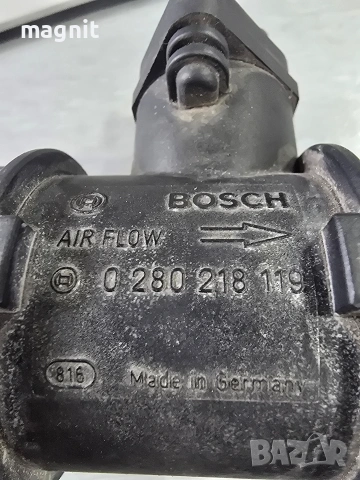 magnit
BOSCH
AIR FLOW
0 280 218 119
816
Made in Germany
BAZAR